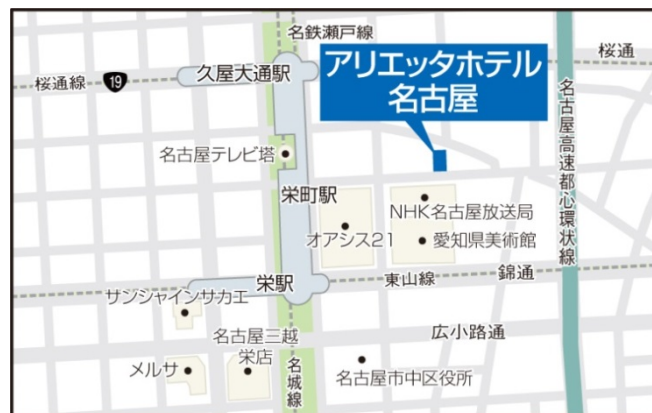 名鉄瀬戸線
桜通
久屋大通駅
桜通線
19
アリエッタホテル
名古屋
名古屋高速都心環状線
名古屋テレビ塔
栄町駅
NHK名古屋放送局
オアシス21
愛知県美術館
栄駅
東山線
錦通
サンシャインサカエ
広小路通
名古屋三越
栄店
メルサ
名城線
名古屋市中区役所